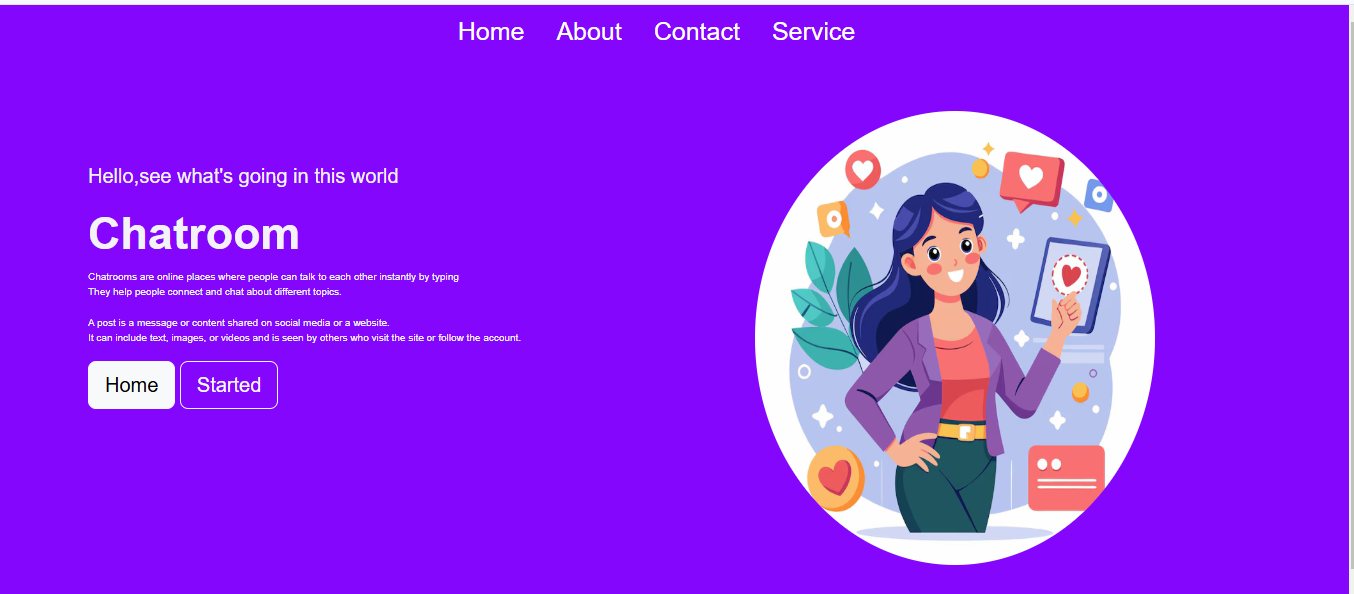 Home About Contact Service
Hello,see what's going in this world
Chatroom
Chatrooms are online places where people can talk to each other instantly by typing
They help people connect and chat about different topics.
A post is a message or content shared on social media or a website.
It can include text, images, or videos and is seen by others who visit the site or follow the account.
Home Started